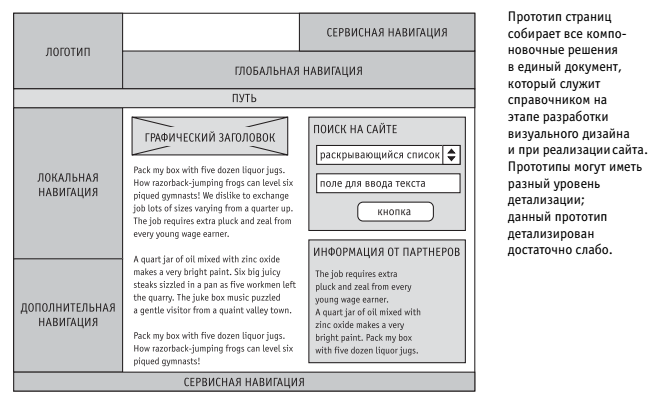 ЛОГОТИП
СЕРВИСНАЯ НАВИГАЦИЯ
ГЛОБАЛЬНАЯ НАВИГАЦИЯ
ПУТЬ
ЛОКАЛЬНАЯ
НАВИГАЦИЯ
ДОПОЛНИТЕЛЬНАЯ
НАВИГАЦИЯ
ГРАФИЧЕСКИЙ ЗАГОЛОВОК
Pack my box with five dozen liquor jugs.
How razorback-jumping frogs can level six
piqued gymnasts! We dislike to exchange
job lots of sizes varying from a quarter up.
The job requires extra pluck and zeal from
every young wage earner.
A quart jar of oil mixed with zinc oxide
makes a very bright paint. Six big juicy
steaks sizzled in a pan as five workmen left
the quarry. The juke box music puzzled
a gentle visitor from a quaint valley town.
Pack my box with five dozen liquor jugs.
How razorback-jumping frogs can level six
piqued gymnasts!
ПОИСК НА САЙТЕ
раскрывающийся список
поле для ввода текста
кнопка
ИНФОРМАЦИЯ ОТ ПАРТНЕРОВ
The job requires extra
pluck and zeal from every
young wage earner.
A quart jar of oil mixed with
zinc oxide makes a very
bright paint. Pack my box
with five dozen liquor jugs.
СЕРВИСНАЯ НАВИГАЦИЯ
Прототип страниц
собирает все компо-
новочные решения
в единый документ,
который служит
справочником на
этапе разработки
визуального дизайна
и при реализации сайта.
Прототипы могут иметь
разный уровень
детализации;
данный прототип
детализирован
достаточно слабо.